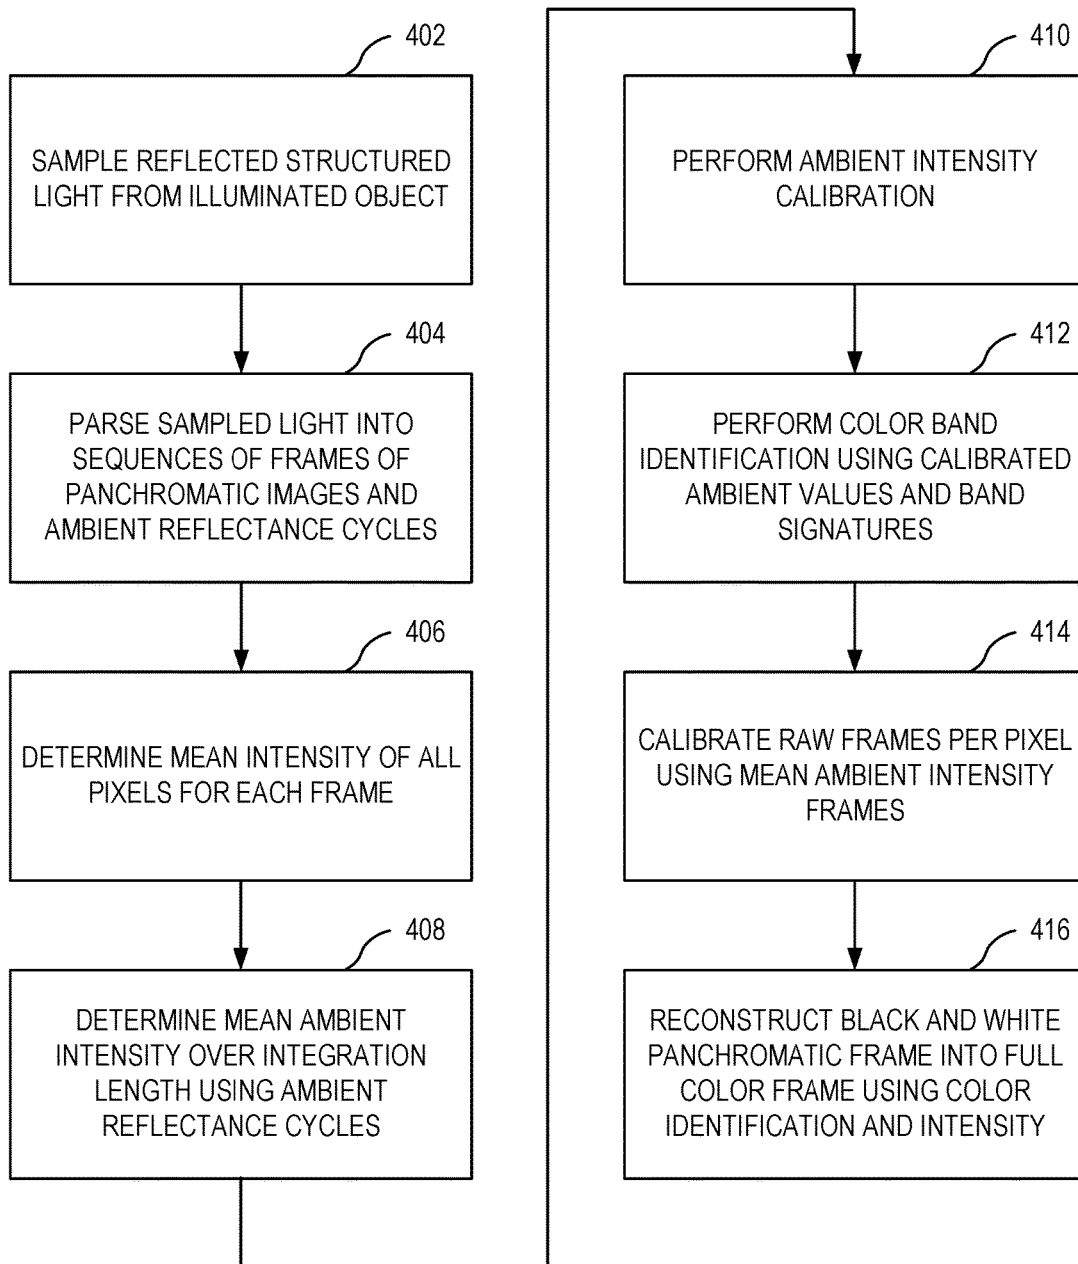 402
SAMPLE REFLECTED STRUCTURED
LIGHT FROM ILLUMINATED OBJECT
404
PARSE SAMPLED LIGHT INTO
SEQUENCES OF FRAMES OF
PANCHROMATIC IMAGES AND
AMBIENT REFLECTANCE CYCLES
406
DETERMINE MEAN INTENSITY OF ALL
PIXELS FOR EACH FRAME
408
DETERMINE MEAN AMBIENT
INTENSITY OVER INTEGRATION
LENGTH USING AMBIENT
REFLECTANCE CYCLES
410
PERFORM AMBIENT INTENSITY
CALIBRATION
412
PERFORM COLOR BAND
IDENTIFICATION USING CALIBRATED
AMBIENT VALUES AND BAND
SIGNATURES
414
CALIBRATE RAW FRAMES PER PIXEL
USING MEAN AMBIENT INTENSITY
FRAMES
416
RECONSTRUCT BLACK AND WHITE
PANCHROMATIC FRAME INTO FULL
COLOR FRAME USING COLOR
IDENTIFICATION AND INTENSITY